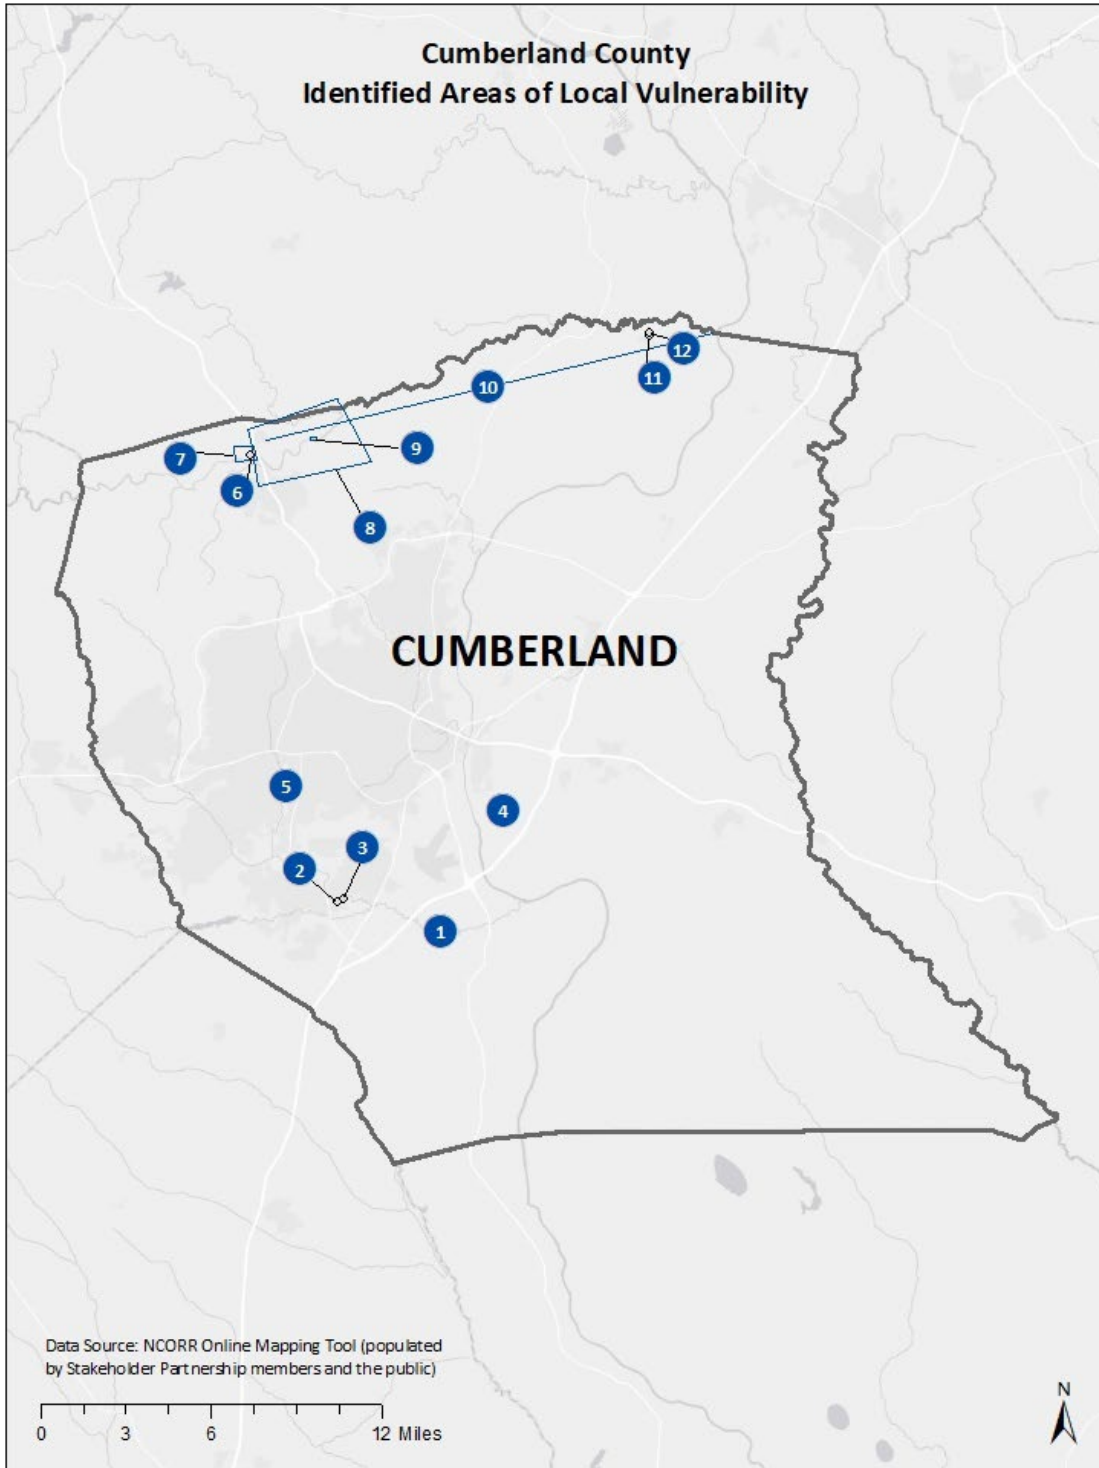 Cumberland County
Identified Areas of Local Vulnerability
12
11
10
9
7
6
8
CUMBERLAND
5
4
3
2
1
Data Source: NCORR Online Mapping Tool (populated
by Stakeholder Partnership members and the public)
N
0 3 6 12 Miles